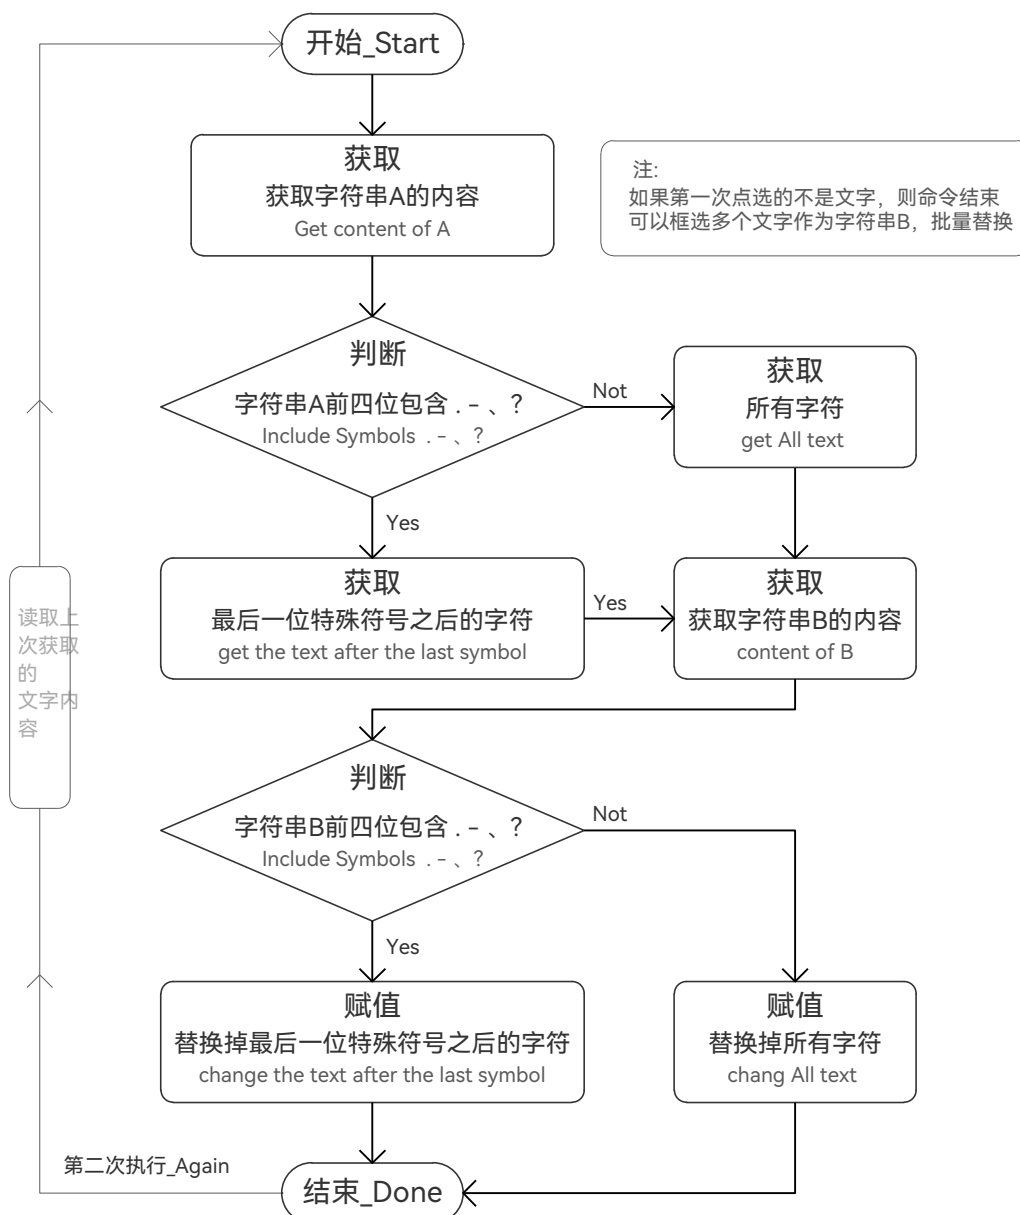 开始_Start
获取
获取字符串A的内容
Get content of A
注:
如果第一次点选的不是文字，则命令结束
可以框选多个文字作为字符串B，批量替换
判断
字符串A前四位包含 . - 、?
Include Symbols . - 、?
Not
获取
所有字符
get All text
Yes
获取
最后一位特殊符号之后的字符
get the text after the last symbol
Yes
获取
获取字符串B的内容
content of B
读取上
次获取
的
文字内
容
判断
字符串B前四位包含 . - 、?
Include Symbols . - 、?
Not
Yes
赋值
替换掉最后一位特殊符号之后的字符
change the text after the last symbol
赋值
替换掉所有字符
chang All text
第二次执行_Again
结束_Done